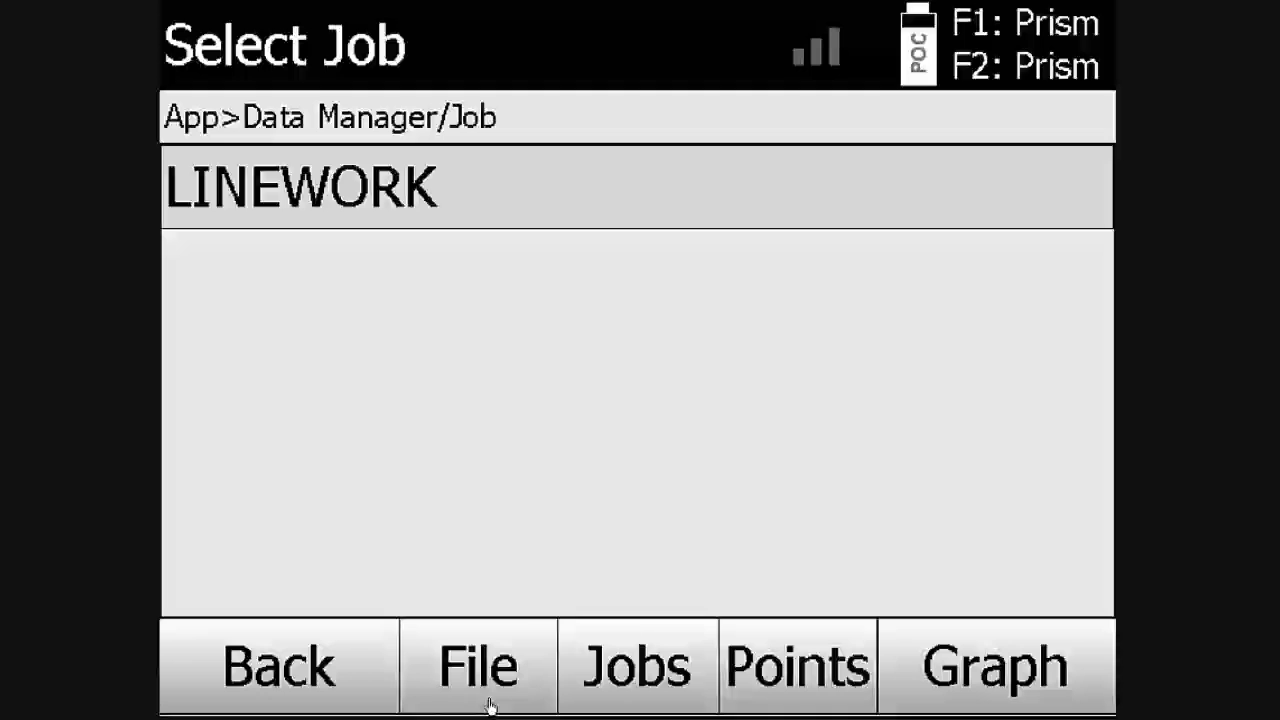 Select Job
POC
F1: Prism
F2: Prism
App>Data Manager/Job
LINEWORK
Back File Jobs Points Graph